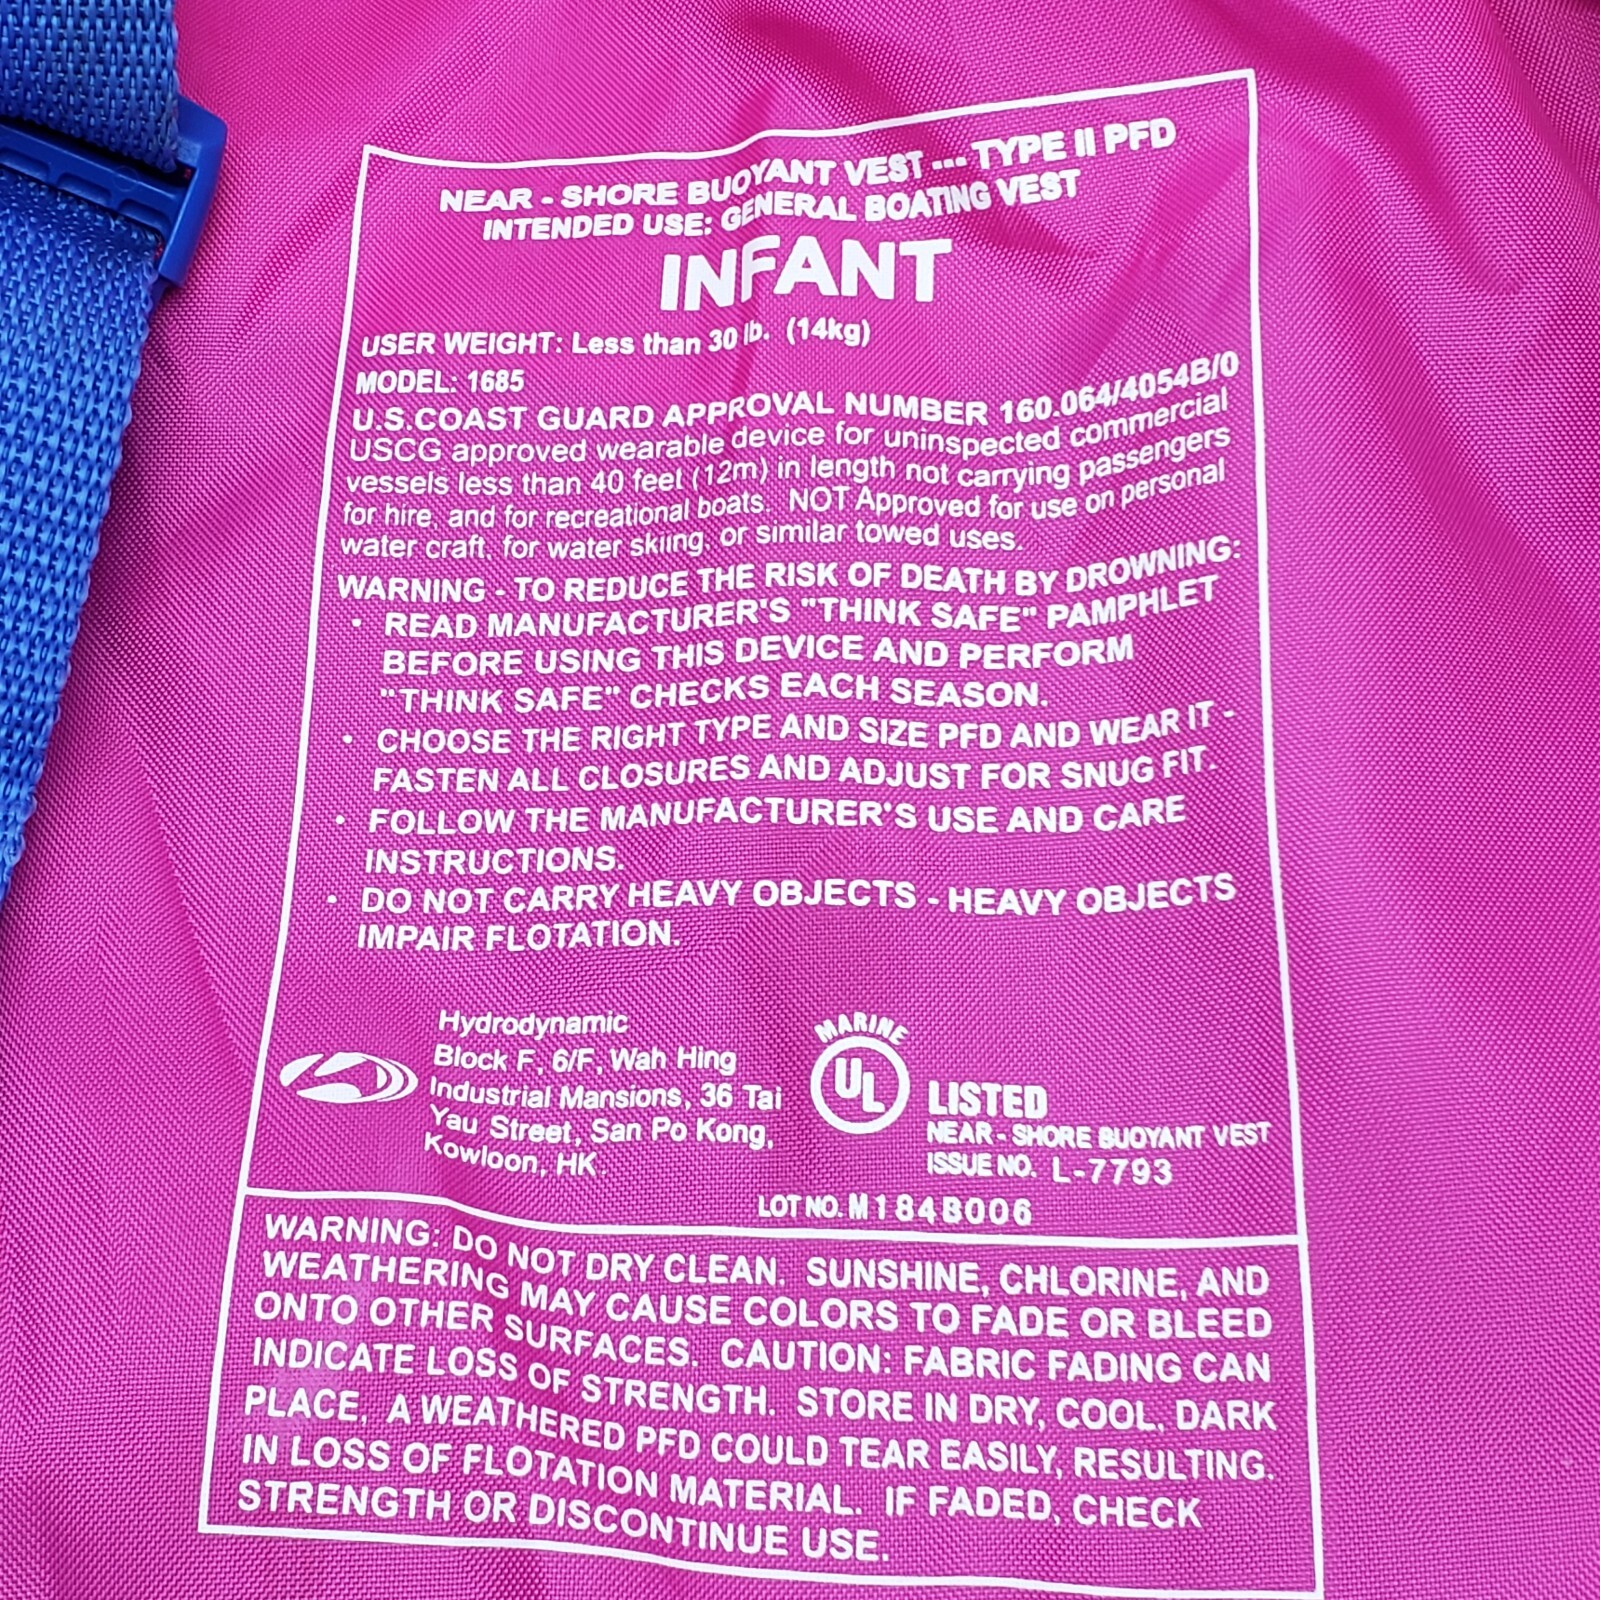 NEAR - SHORE BUOYANT VEST --- TYPE II PFD
INTENDED USE: GENERAL BOATING VEST
INFANT
USER WEIGHT: Less than 30 lb. (14kg)
MODEL: 1685
U.S.COAST GUARD APPROVAL NUMBER 160.064/4054B/0
USCG approved wearable device for uninspected commercial
vessels less than 40 feet (12m) in length not carrying passengers
for hire, and for recreational boats. NOT Approved for use on personal
water craft, for water skiing, or similar towed uses.
WARNING - TO REDUCE THE RISK OF DEATH BY DROWNING:
• READ MANUFACTURER'S "THINK SAFE" PAMPHLET
BEFORE USING THIS DEVICE AND PERFORM
"THINK SAFE" CHECKS EACH SEASON.
• CHOOSE THE RIGHT TYPE AND SIZE PFD AND WEAR IT -
FASTEN ALL CLOSURES AND ADJUST FOR SNUG FIT.
• FOLLOW THE MANUFACTURER'S USE AND CARE
INSTRUCTIONS.
• DO NOT CARRY HEAVY OBJECTS - HEAVY OBJECTS
IMPAIR FLOTATION.
Hydrodynamic
Block F, 6/F, Wah Hing
Industrial Mansions, 36 Tai
Yau Street, San Po Kong,
Kowloon, HK.
MARINE
UL
LISTED
NEAR - SHORE BUOYANT VEST
ISSUE NO. L-7793
LOT NO. M184B006
WARNING: DO NOT DRY CLEAN. SUNSHINE, CHLORINE, AND
WEATHERING MAY CAUSE COLORS TO FADE OR BLEED
ONTO OTHER SURFACES. CAUTION: FABRIC FADING CAN
INDICATE LOSS OF STRENGTH. STORE IN DRY, COOL, DARK
PLACE, A WEATHERED PFD COULD TEAR EASILY, RESULTING.
IN LOSS OF FLOTATION MATERIAL. IF FADED, CHECK
STRENGTH OR DISCONTINUE USE.